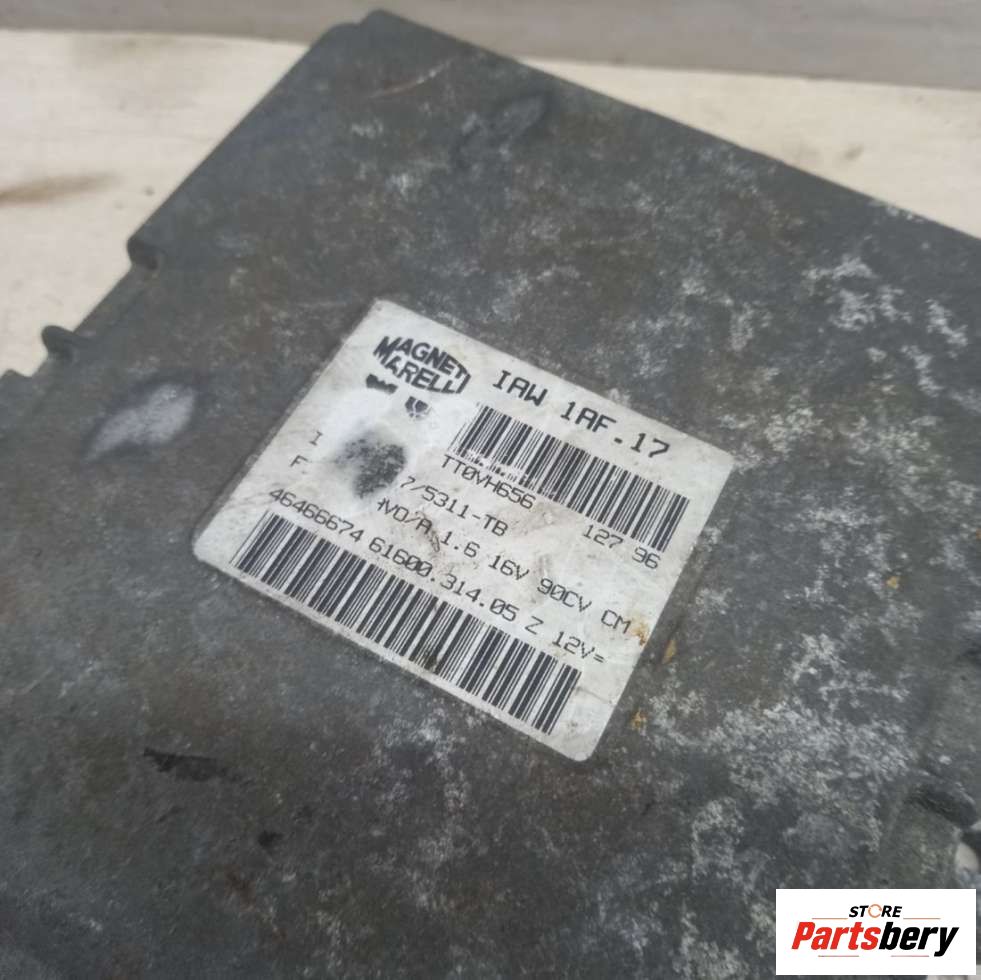 MAGNETI
MARELLI
IAW 1AF.17
TT0VH656 127 96
I 7/5311-TB
F +VD/A 1.6 16V 90CV CM
46466674 61600.314.05 Z 12V=
STORE
Partsbery